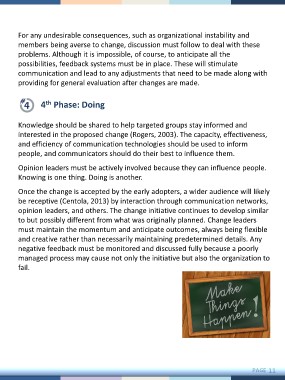 For any undesirable consequences, such as organizational instability and
members being averse to change, discussion must follow to deal with these
problems. Although it is impossible, of course, to anticipate all the
possibilities, feedback systems must be in place. These will stimulate
communication and lead to any adjustments that need to be made along with
providing for general evaluation after changes are made.
4 4th Phase: Doing
Knowledge should be shared to help targeted groups stay informed and
interested in the proposed change (Rogers, 2003). The capacity, effectiveness,
and efficiency of communication technologies should be used to inform
people, and communicators should do their best to influence them.
Opinion leaders must be actively involved because they can influence people.
Knowing is one thing. Doing is another.
Once the change is accepted by the early adopters, a wider audience will likely
be receptive (Centola, 2013) by interaction through communication networks,
opinion leaders, and others. The change initiative continues to develop similar
to but possibly different from what was originally planned. Change leaders
must maintain the momentum and anticipate outcomes, always being flexible
and creative rather than necessarily maintaining predetermined details. Any
negative feedback must be monitored and discussed fully because a poorly
managed process may cause not only the initiative but also the organization to
fail.
Make
Things
Happen!
PAGE 11